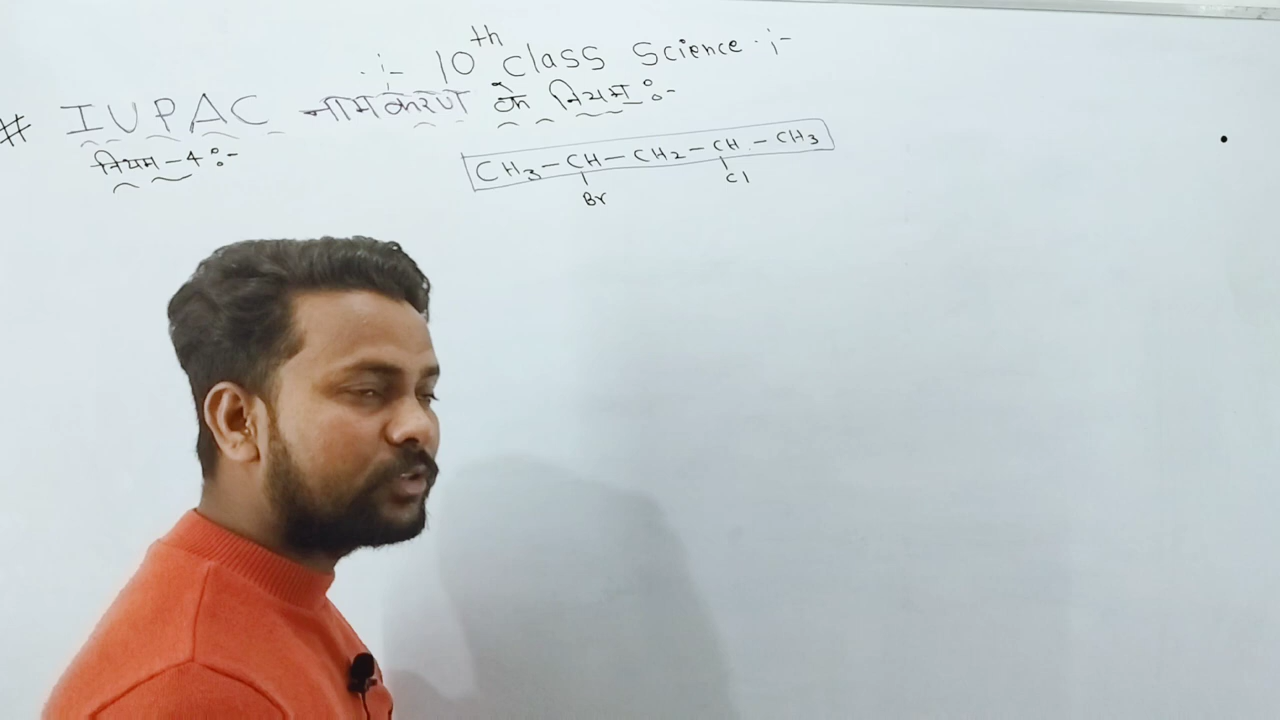 :- 10th class Science :-
# IUPAC नामकरण के नियम :-
नियम - 4 :-
CH3 - CH - CH2 - CH - CH3
Br Cl